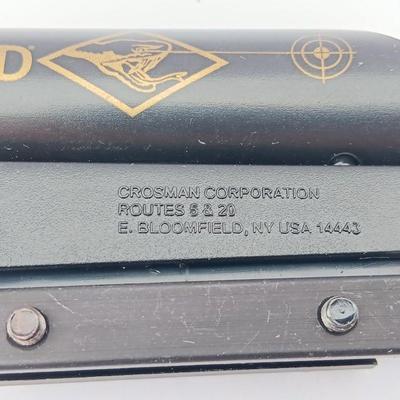 D®
CROSMAN CORPORATION
ROUTES 5 & 20
E. BLOOMFIELD, NY USA 14443